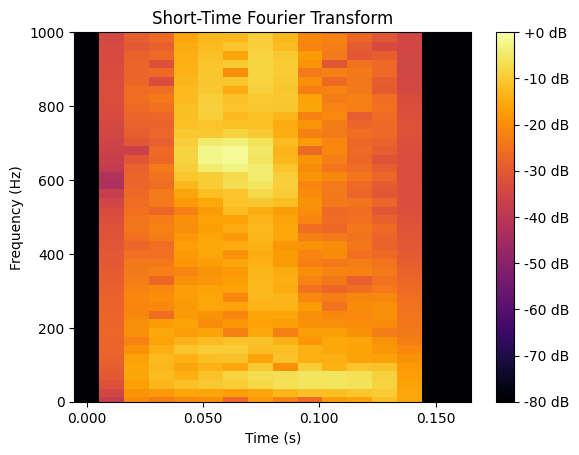 Short-Time Fourier Transform
Frequency (Hz)
1000
800
600
400
200
0
0.000 0.050 0.100 0.150
Time (s)
+0 dB
-10 dB
-20 dB
-30 dB
-40 dB
-50 dB
-60 dB
-70 dB
-80 dB